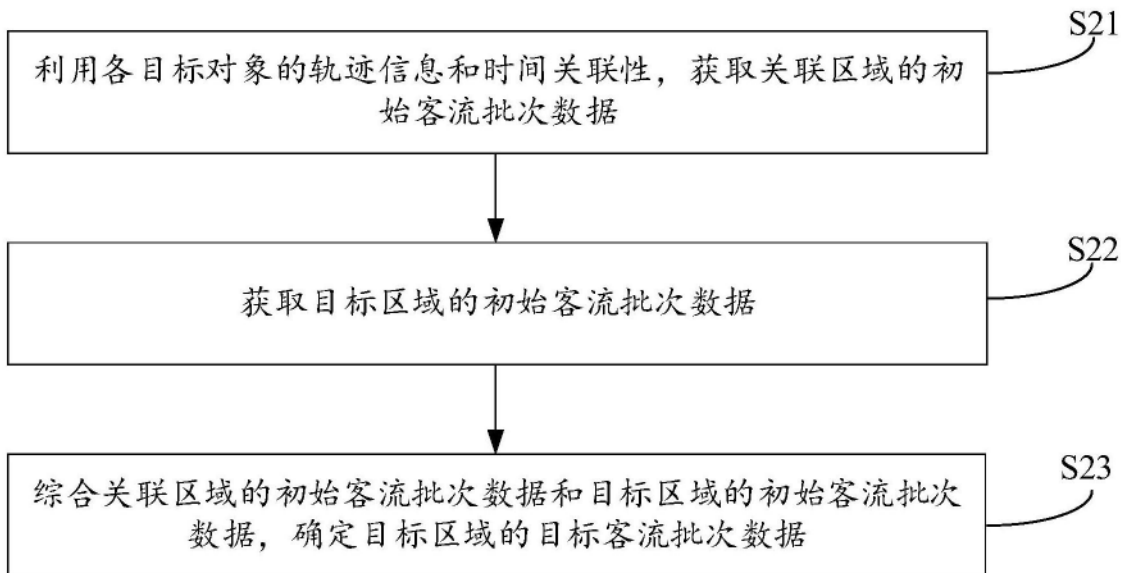 S21
利用各目标对象的轨迹信息和时间关联性，获取关联区域的初
始客流批次数据
S22
获取目标区域的初始客流批次数据
S23
综合关联区域的初始客流批次数据和目标区域的初始客流批次
数据，确定目标区域的目标客流批次数据